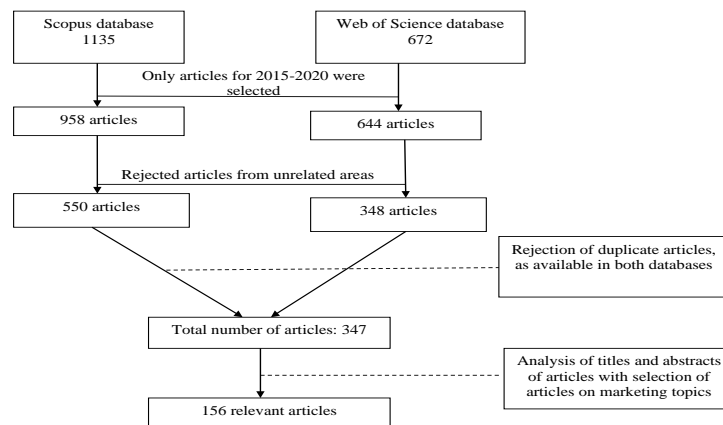 Scopus database
1135
Web of Science database
672
Only articles for 2015-2020 were
selected
958 articles
644 articles
Rejected articles from unrelated areas
550 articles
348 articles
Rejection of duplicate articles,
as available in both databases
Total number of articles: 347
Analysis of titles and abstracts
of articles with selection of
articles on marketing topics
156 relevant articles